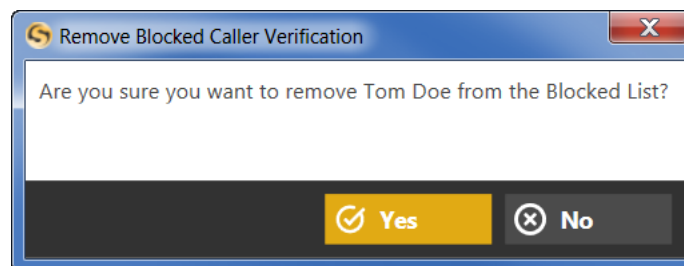 Remove Blocked Caller Verification
Are you sure you want to remove Tom Doe from the Blocked List?
Yes
No